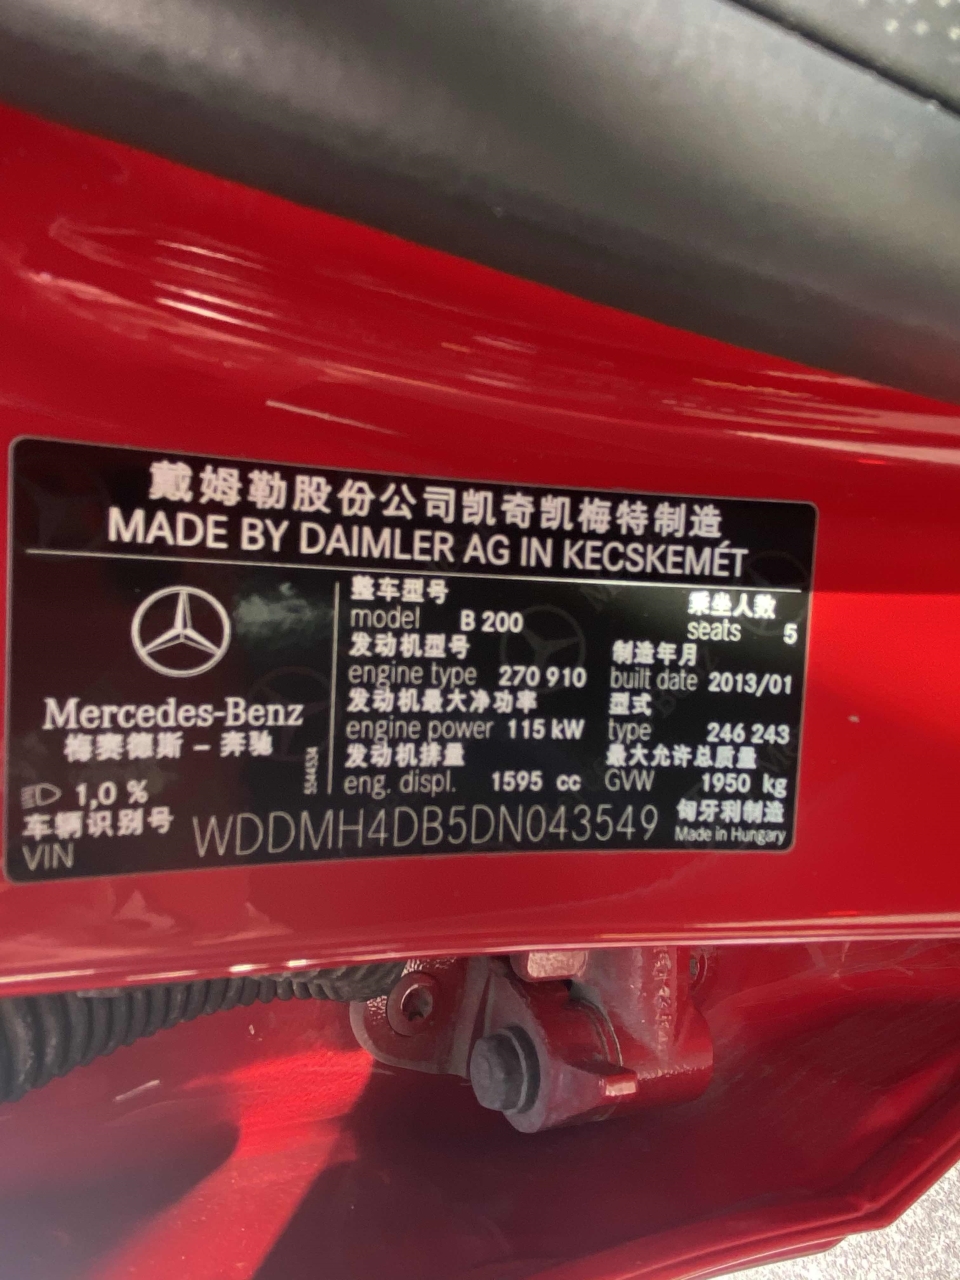 戴姆勒股份公司凯奇凯梅特制造
MADE BY DAIMLER AG IN KECSKEMÉT
Mercedes-Benz
梅赛德斯 – 奔驰
1,0 %
5544534
整车型号
model B 200
乘坐人数
seats 5
发动机型号
engine type 270 910
制造年月
built date 2013/01
发动机最大净功率
engine power 115 kW
型式
type 246 243
发动机排量
eng. displ. 1595 cc
最大允许总质量
GVW 1950 kg
车辆识别号
VIN WDDMH4DB5DN043549
匈牙利制造
Made in Hungary